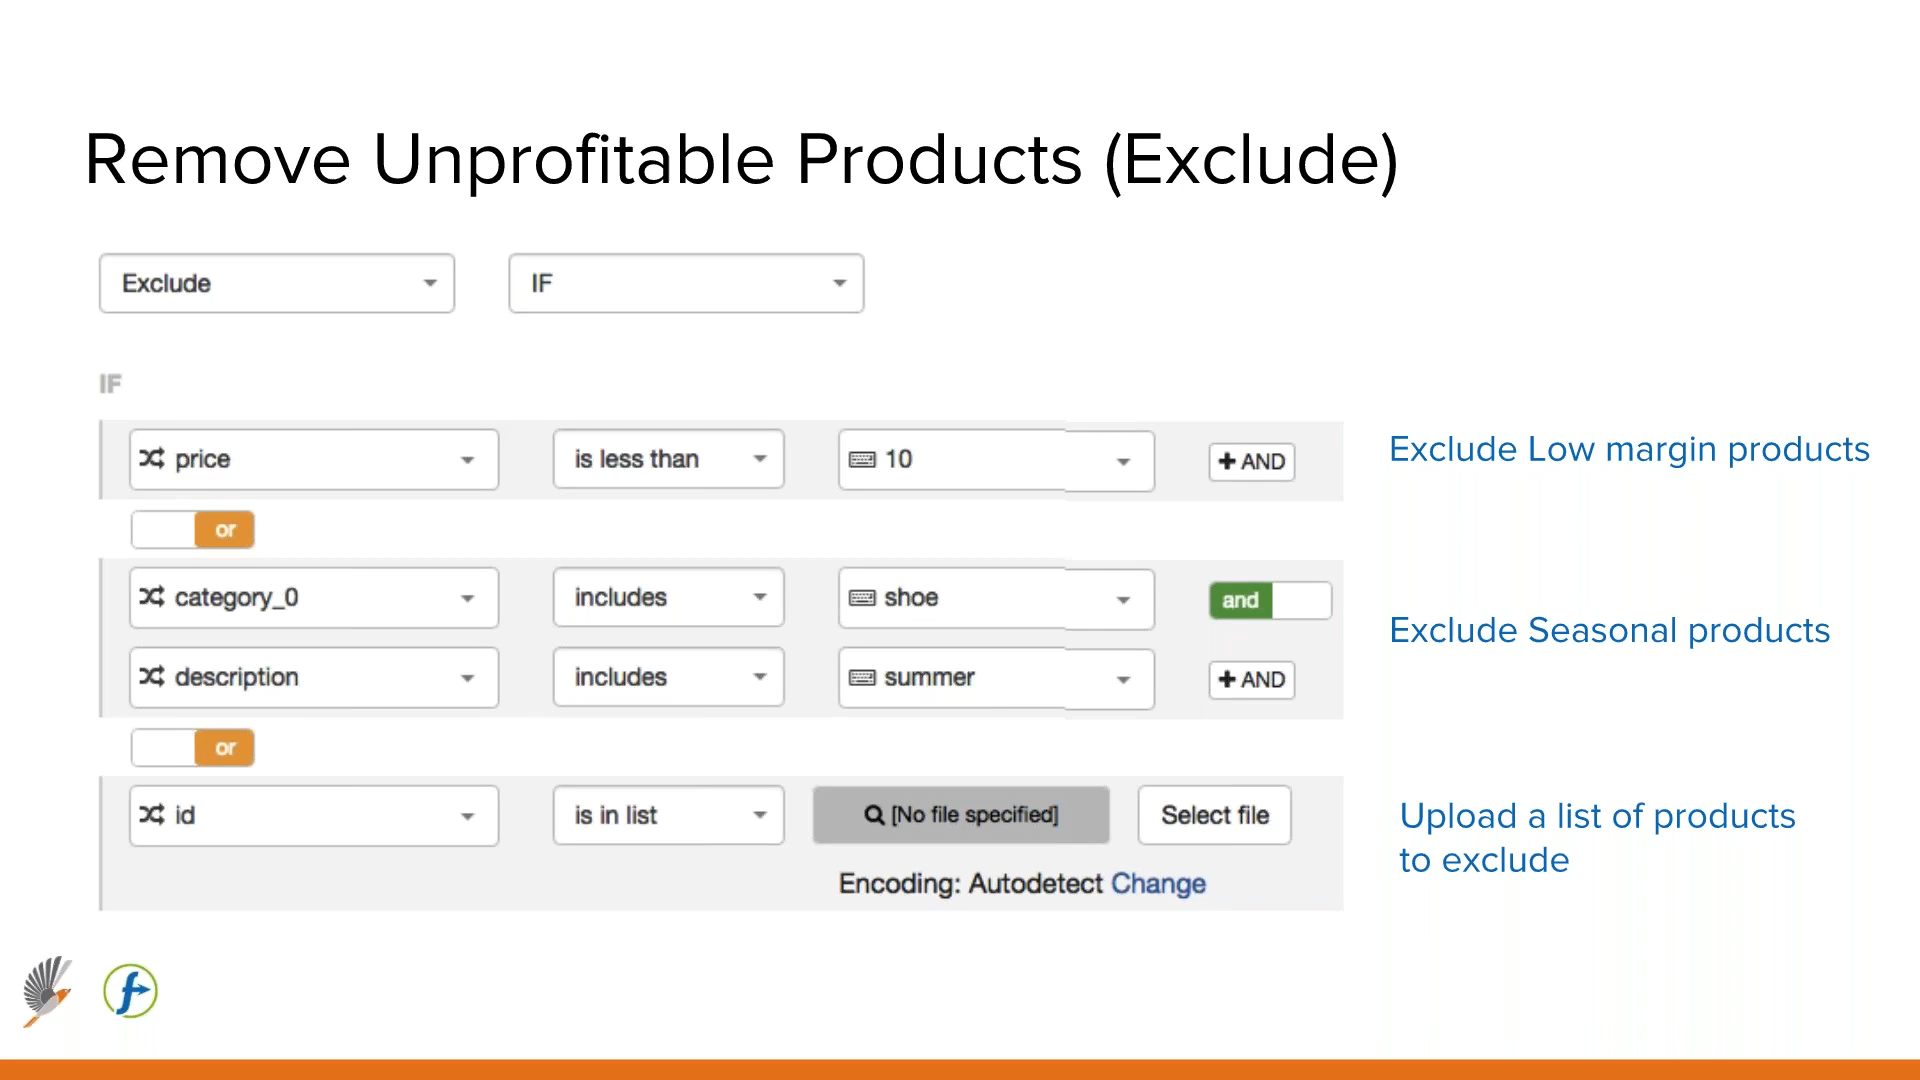 Remove Unprofitable Products (Exclude)
Exclude IF
IF
price is less than 10 + AND
Exclude Low margin products
or
category_0 includes shoe and
Exclude Seasonal products
description includes summer + AND
or
id is in list [No file specified] Select file
Upload a list of products
to exclude
Encoding: Autodetect Change